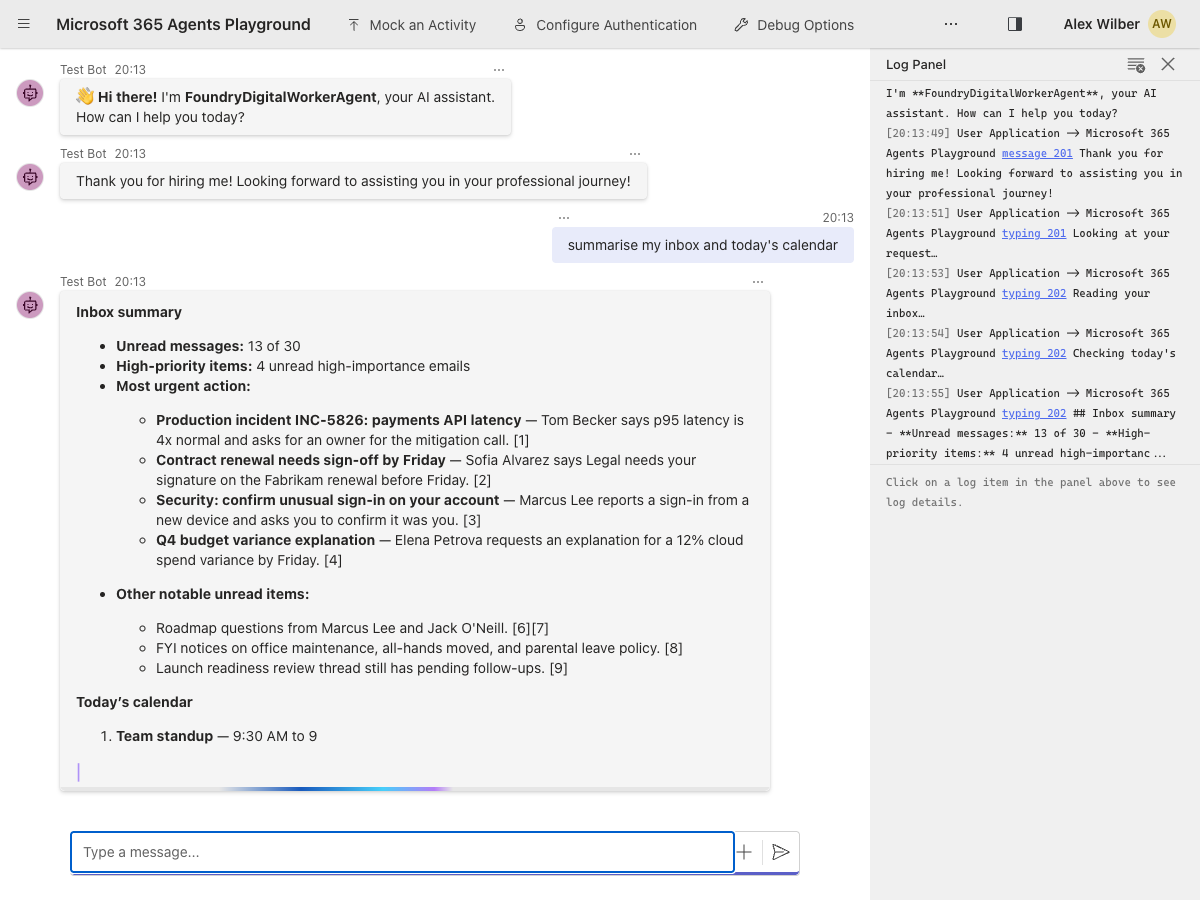 Microsoft 365 Agents Playground
Mock an Activity
Configure Authentication
Debug Options
...
Alex Wilber
AW
Test Bot 20:13
...
👋 Hi there! I'm FoundryDigitalWorkerAgent, your AI assistant.
How can I help you today?
Test Bot 20:13
...
Thank you for hiring me! Looking forward to assisting you in your professional journey!
...
20:13
summarise my inbox and today's calendar
Test Bot 20:13
...
Inbox summary
• Unread messages: 13 of 30
• High-priority items: 4 unread high-importance emails
• Most urgent action:
◦ Production incident INC-5826: payments API latency — Tom Becker says p95 latency is
4x normal and asks for an owner for the mitigation call. [1]
◦ Contract renewal needs sign-off by Friday — Sofia Alvarez says Legal needs your
signature on the Fabrikam renewal before Friday. [2]
◦ Security: confirm unusual sign-in on your account — Marcus Lee reports a sign-in from a
new device and asks you to confirm it was you. [3]
◦ Q4 budget variance explanation — Elena Petrova requests an explanation for a 12% cloud
spend variance by Friday. [4]
• Other notable unread items:
◦ Roadmap questions from Marcus Lee and Jack O'Neill. [6][7]
◦ FYI notices on office maintenance, all-hands moved, and parental leave policy. [8]
◦ Launch readiness review thread still has pending follow-ups. [9]
Today’s calendar
1. Team standup — 9:30 AM to 9
Type a message...
Log Panel
I'm **FoundryDigitalWorkerAgent**, your AI
assistant. How can I help you today?
[20:13:49] User Application → Microsoft 365
Agents Playground message 201 Thank you for
hiring me! Looking forward to assisting you in
your professional journey!
[20:13:51] User Application → Microsoft 365
Agents Playground typing 201 Looking at your
request…
[20:13:53] User Application → Microsoft 365
Agents Playground typing 202 Reading your
inbox…
[20:13:54] User Application → Microsoft 365
Agents Playground typing 202 Checking today's
calendar…
[20:13:55] User Application → Microsoft 365
Agents Playground typing 202 ## Inbox summary
- **Unread messages:** 13 of 30 - **High-
priority items:** 4 unread high-importanc...
Click on a log item in the panel above to see
log details.